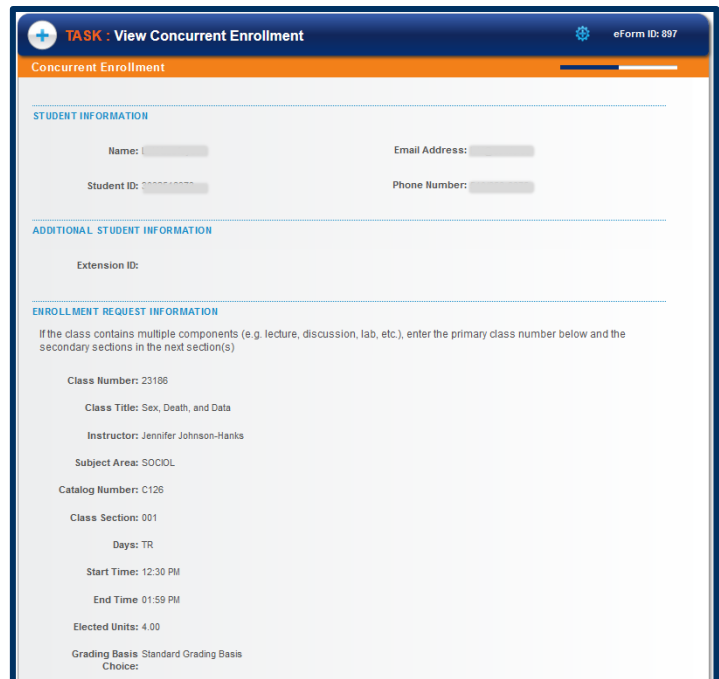 TASK : View Concurrent Enrollment
eForm ID: 897
Concurrent Enrollment
STUDENT INFORMATION
Name:
Email Address:
Student ID:
Phone Number:
ADDITIONAL STUDENT INFORMATION
Extension ID:
ENROLLMENT REQUEST INFORMATION
If the class contains multiple components (e.g. lecture, discussion, lab, etc.), enter the primary class number below and the
secondary sections in the next section(s)
Class Number: 23186
Class Title: Sex, Death, and Data
Instructor: Jennifer Johnson-Hanks
Subject Area: SOCIOL
Catalog Number: C126
Class Section: 001
Days: TR
Start Time: 12:30 PM
End Time 01:59 PM
Elected Units: 4.00
Grading Basis Standard Grading Basis
Choice: